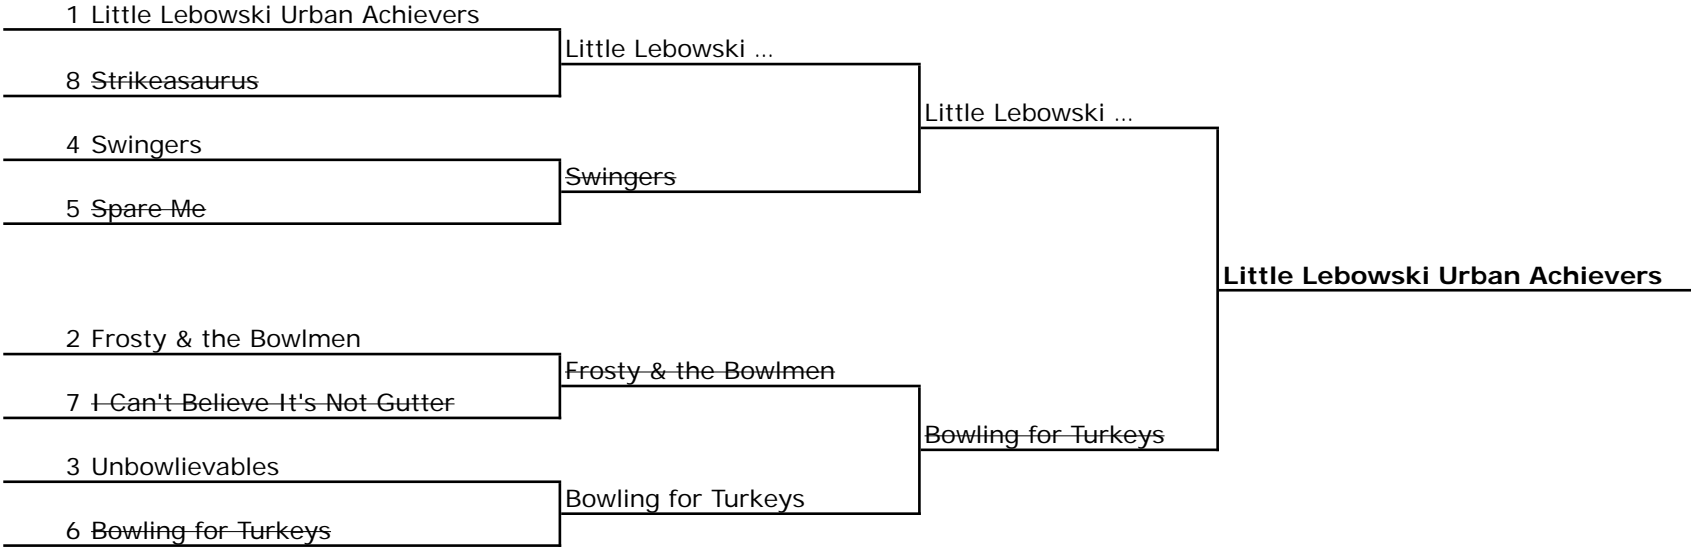 1 Little Lebowski Urban Achievers
Little Lebowski ...
8 Strikeasaurus
Little Lebowski ...
4 Swingers
Swingers
5 Spare Me
Little Lebowski Urban Achievers
2 Frosty & the Bowlmen
Frosty & the Bowlmen
7 I Can't Believe It's Not Gutter
Bowling for Turkeys
3 Unbowlievables
Bowling for Turkeys
6 Bowling for Turkeys